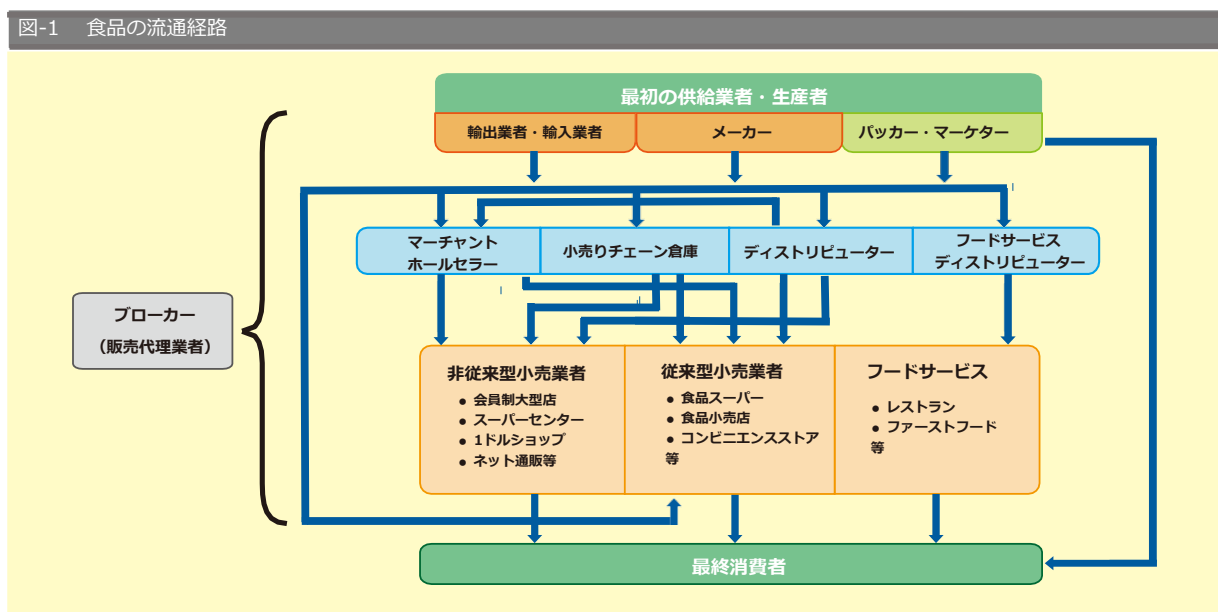 図-1 食品の流通経路
最初の供給業者・生産者
輸出業者・輸入業者
メーカー
パッカー・マーケター
マーチャント
ホールセラー
小売りチェーン倉庫
ディストリビューター
フードサービス
ディストリビューター
ブローカー
（販売代理業者）
非従来型小売業者
● 会員制大型店
● スーパーセンター
● 1ドルショップ
● ネット通販等
従来型小売業者
● 食品スーパー
● 食品小売店
● コンビニエンスストア
等
フードサービス
● レストラン
● ファーストフード
等
最終消費者